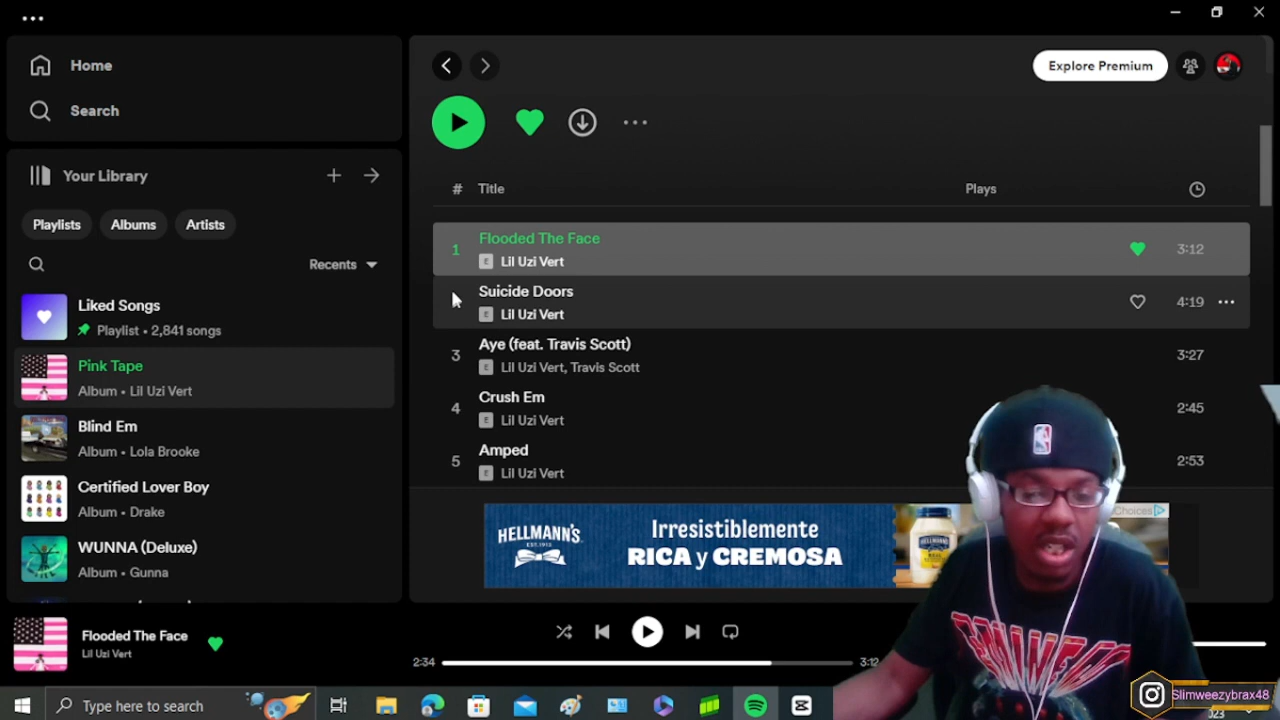 Home
Search
Your Library
Playlists
Albums
Artists
Recents
Liked Songs
Playlist • 2,841 songs
Pink Tape
Album • Lil Uzi Vert
Blind Em
Album • Lola Brooke
Certified Lover Boy
Album • Drake
WUNNA (Deluxe)
Album • Gunna
Explore Premium
# Title Plays
1 Flooded The Face 3:12
E Lil Uzi Vert
Suicide Doors 4:19
E Lil Uzi Vert
3 Aye (feat. Travis Scott) 3:27
E Lil Uzi Vert, Travis Scott
4 Crush Em 2:45
E Lil Uzi Vert
5 Amped 2:53
E Lil Uzi Vert
HELLMANN'S
EST. 1913
Irresistiblemente
RICA y CREMOSA
Choices
Flooded The Face
Lil Uzi Vert
2:34 3:12
Type here to search
Slimweezybrax48